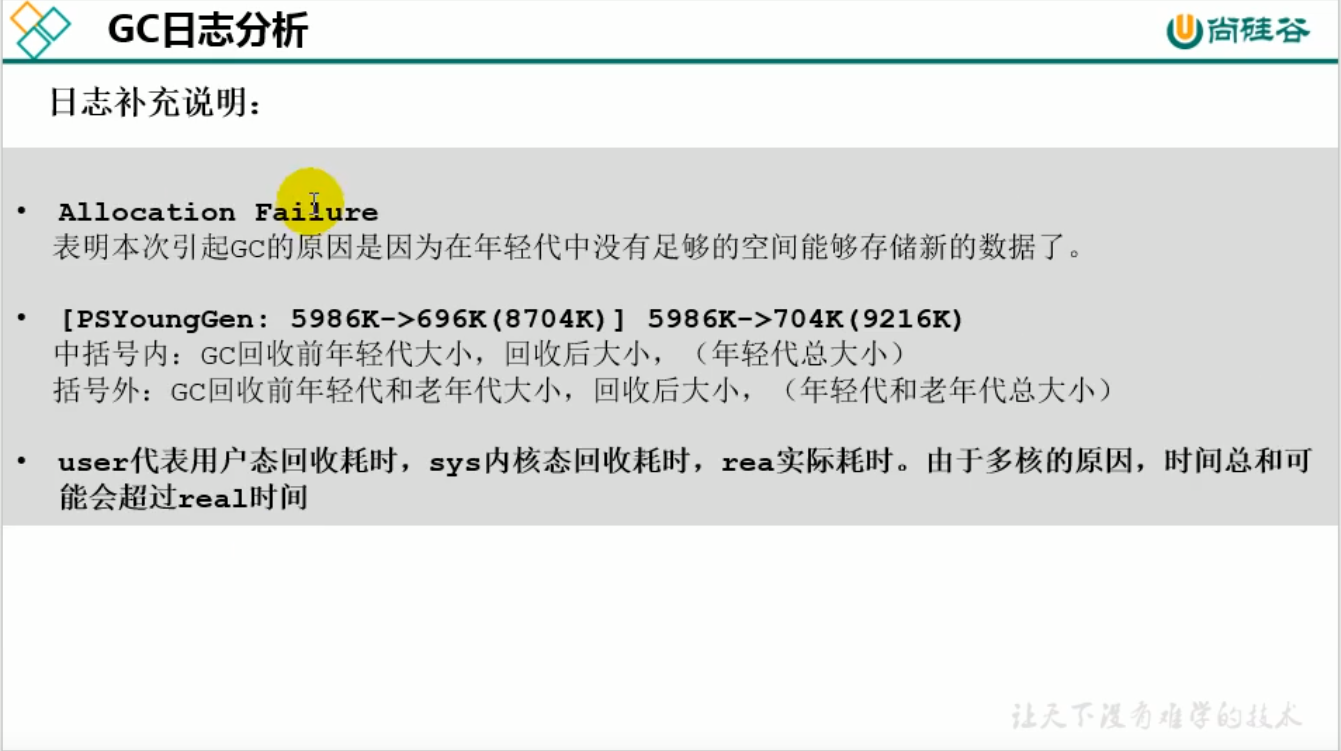 GC日志分析
尚硅谷
日志补充说明：
• Allocation Failure
表明本次引起GC的原因是因为在年轻代中没有足够的空间能够存储新的数据了。
• [PSYoungGen: 5986K->696K(8704K)] 5986K->704K(9216K)
中括号内：GC回收前年轻代大小，回收后大小，（年轻代总大小）
括号外：GC回收前年轻代和老年代大小，回收后大小，（年轻代和老年代总大小）
• user代表用户态回收耗时，sys内核态回收耗时，rea实际耗时。由于多核的原因，时间总和可
能会超过real时间
让天下没有难学的技术